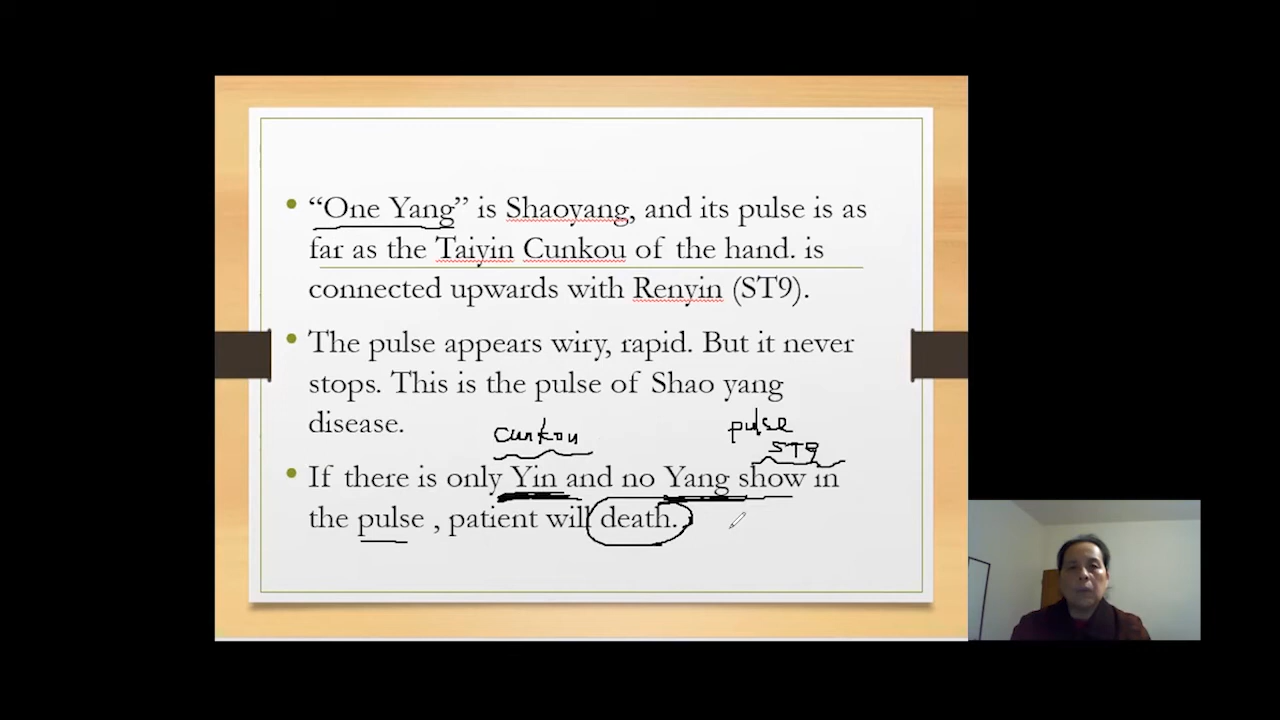 “One Yang” is Shaoyang, and its pulse is as
far as the Taiyin Cunkou of the hand. is
connected upwards with Renyin (ST9).
The pulse appears wiry, rapid. But it never
stops. This is the pulse of Shao yang
disease.
cunkou
pulse
ST9
If there is only Yin and no Yang show in
the pulse , patient will death.